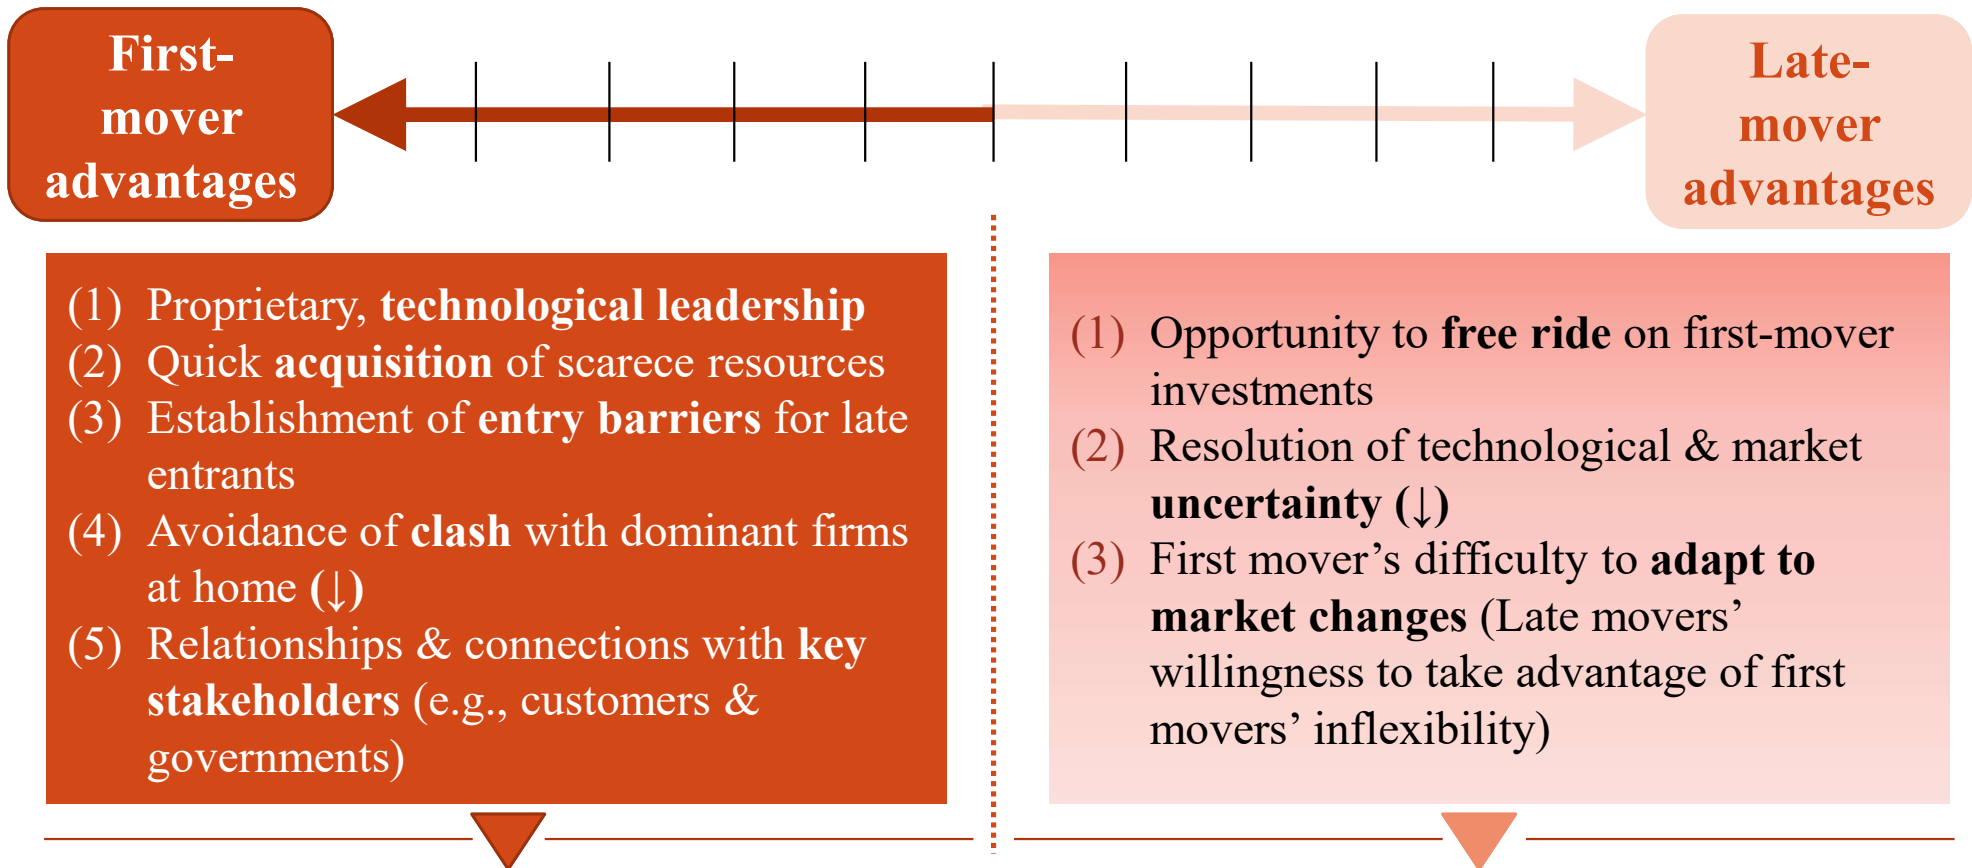 First-
mover
advantages
Late-
mover
advantages
(1) Proprietary, technological leadership
(2) Quick acquisition of scarece resources
(3) Establishment of entry barriers for late
entrants
(4) Avoidance of clash with dominant firms
at home (↓)
(5) Relationships & connections with key
stakeholders (e.g., customers &
governments)
(1) Opportunity to free ride on first-mover
investments
(2) Resolution of technological & market
uncertainty (↓)
(3) First mover’s difficulty to adapt to
market changes (Late movers’
willingness to take advantage of first
movers’ inflexibility)